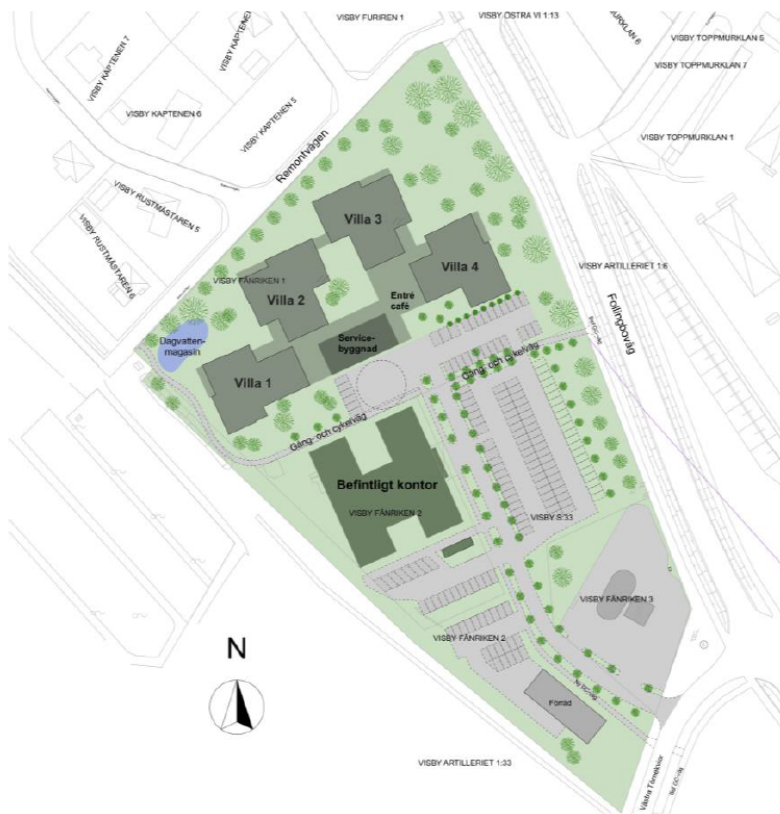 VISBY FURIREN 1
VISBY ÖSTRA VI 1:13
VISBY TOPPMURKLAN 5
VISBY TOPPMURKLAN 7
VISBY KAPTENEN 7
VISBY KAPTENEN 6
VISBY KAPTENEN 5
VISBY TOPPMURKLAN 1
Remontvägen
VISBY RUSTMÄSTAREN 5
VISBY RUSTMÄSTAREN 6
Villa 3
Villa 4
VISBY ARTILLERIET 1:6
VISBY FÄNRIKEN 1
Villa 2
Entré
café
Follingboväg
Dagvatten-
magasin
Service-
byggnad
Villa 1
Gång- och cykelväg
Gång- och cykelväg
Befintligt kontor
VISBY FÄNRIKEN 2
VISBY S:33
VISBY FÄNRIKEN 3
VISBY FÄNRIKEN 2
N
Förråd
VISBY ARTILLERIET 1:33